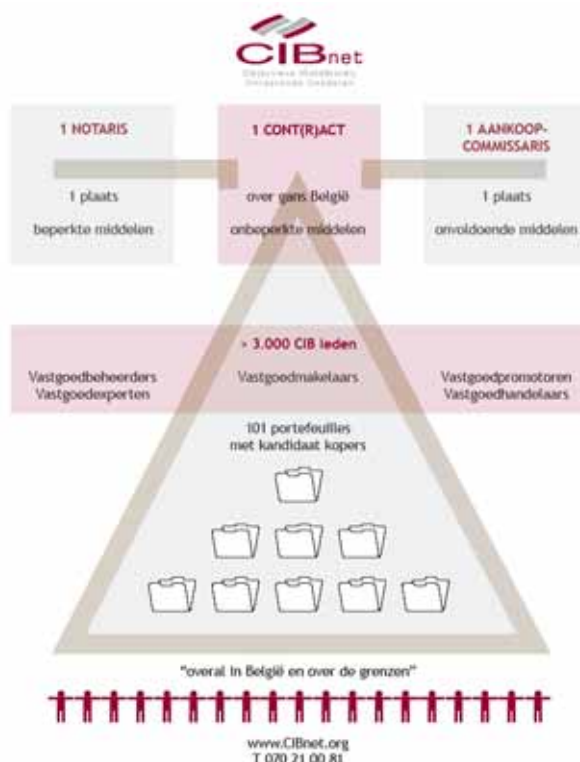 CIBnet
1 NOTARIS
1 plaats
beperkte middelen
1 CONT(R)ACT
over gans België
onbeperkte middelen
1 AANKOOP-
COMMISSARIS
1 plaats
onvoldoende middelen
> 3.000 CIB leden
Vastgoedbeheerders
Vastgoedexperten
Vastgoedmakelaars
Vastgoedpromotoren
Vastgoedhandelaars
101 portefeuilles
met kandidaat kopers
"overal in België en over de grenzen"
www.CIBnet.org
T 070 21 00 81